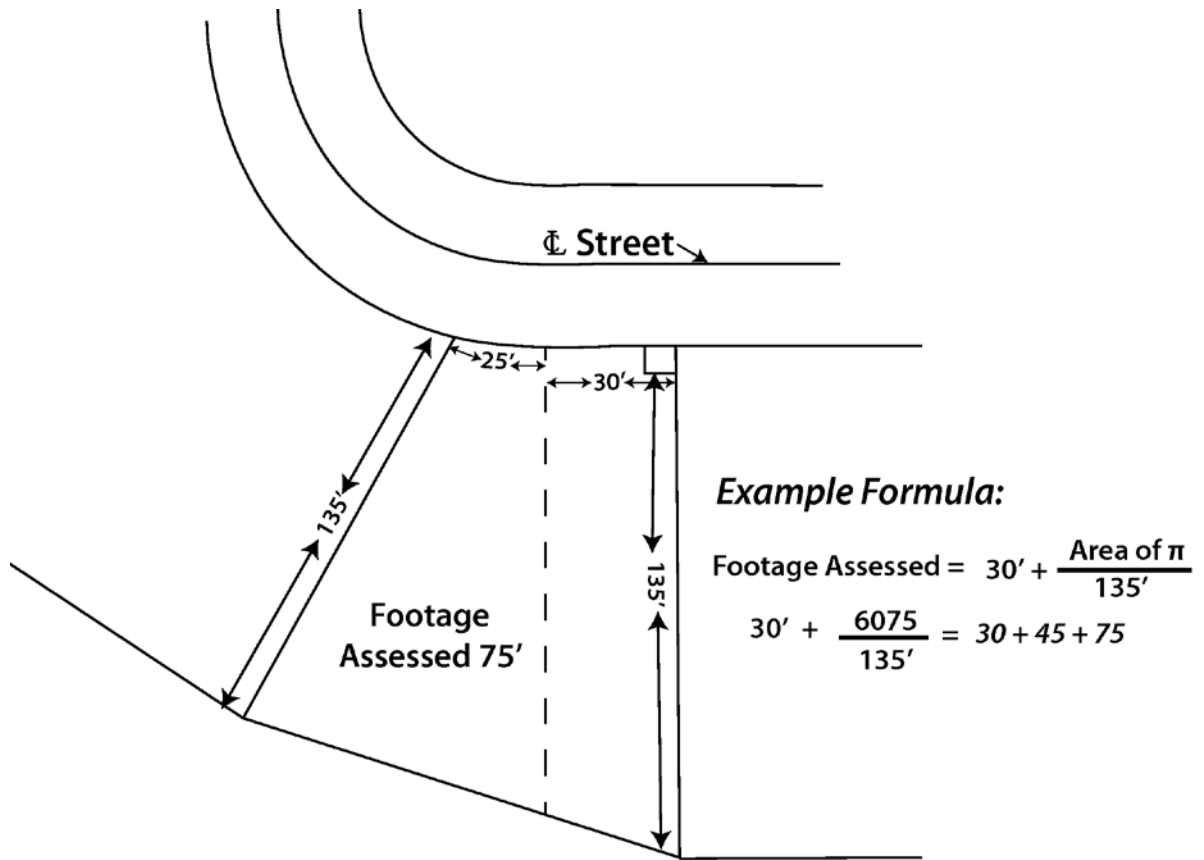 ℄ Street
25'
30'
135'
135'
Footage
Assessed 75'
Example Formula:
Footage Assessed = 30' + Area of π / 135'
30' + 6075 / 135' = 30 + 45 + 75